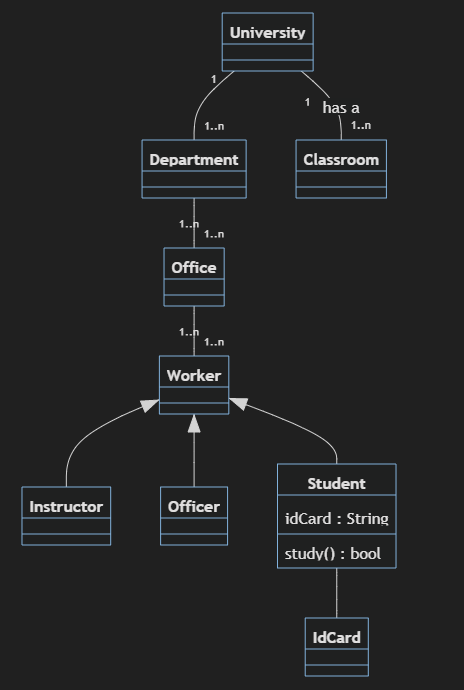 University
1
1
has a
1..n
1..n
Department
Classroom
1..n
1..n
Office
1..n
1..n
Worker
Student
Instructor
Officer
idCard : String
study() : bool
IdCard